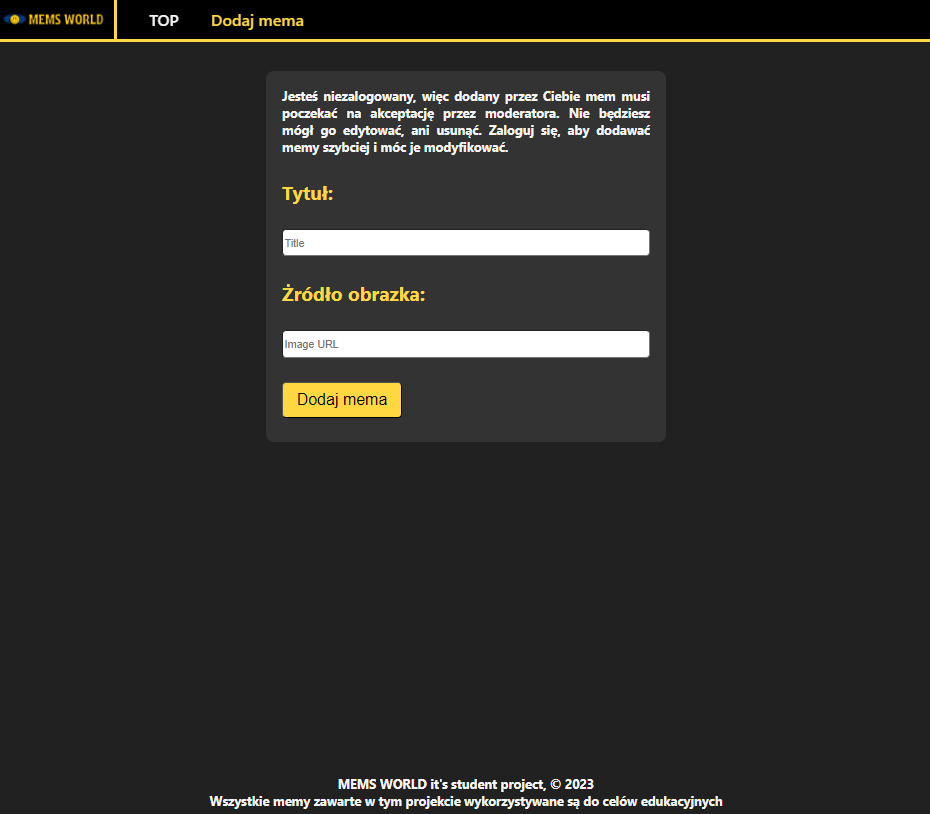 MEMS WORLD
TOP
Dodaj mema
Jesteś niezalogowany, więc dodany przez Ciebie mem musi
poczekać na akceptację przez moderatora. Nie będziesz
mógł go edytować, ani usunąć. Zaloguj się, aby dodawać
memy szybciej i móc je modyfikować.
Tytuł:
Title
Żródło obrazka:
Image URL
Dodaj mema
MEMS WORLD it's student project, © 2023
Wszystkie memy zawarte w tym projekcie wykorzystywane są do celów edukacyjnych